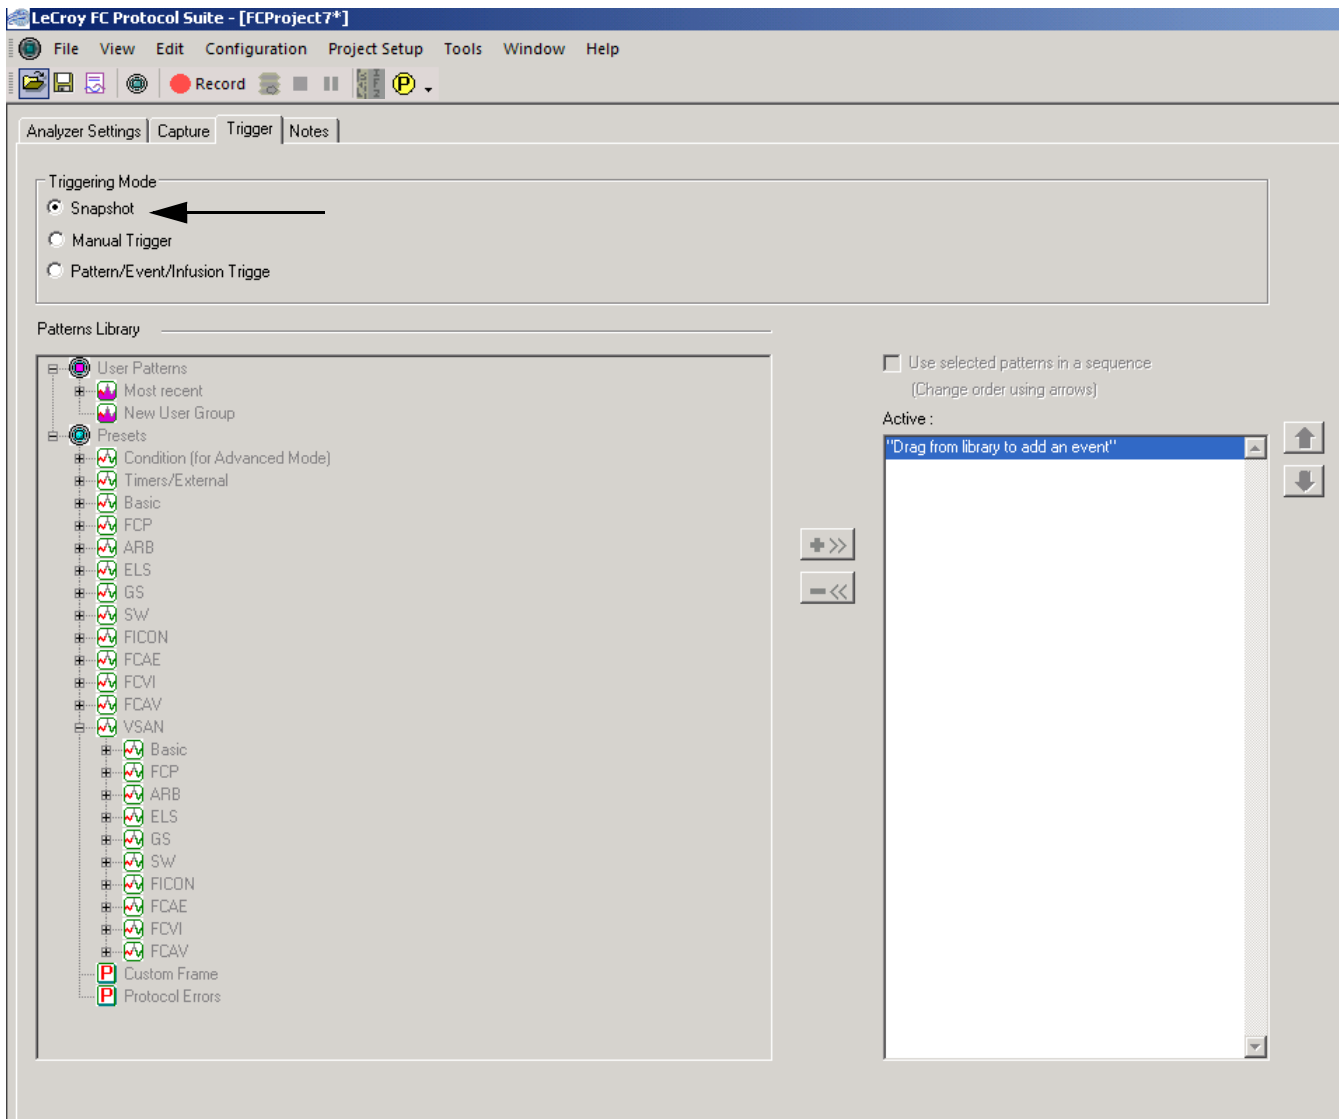 LeCroy FC Protocol Suite - [FCProject7*]
File View Edit Configuration Project Setup Tools Window Help
Record
Analyzer Settings Capture Trigger Notes
Triggering Mode
Snapshot
Manual Trigger
Pattern/Event/Infusion Trigge
Patterns Library
User Patterns
Most recent
New User Group
Presets
Condition (for Advanced Mode)
Timers/External
Basic
FCP
ARB
ELS
GS
SW
FICON
FCAE
FCVI
FCAV
VSAN
Basic
FCP
ARB
ELS
GS
SW
FICON
FCAE
FCVI
FCAV
Custom Frame
Protocol Errors
Use selected patterns in a sequence
(Change order using arrows)
Active :
"Drag from library to add an event"